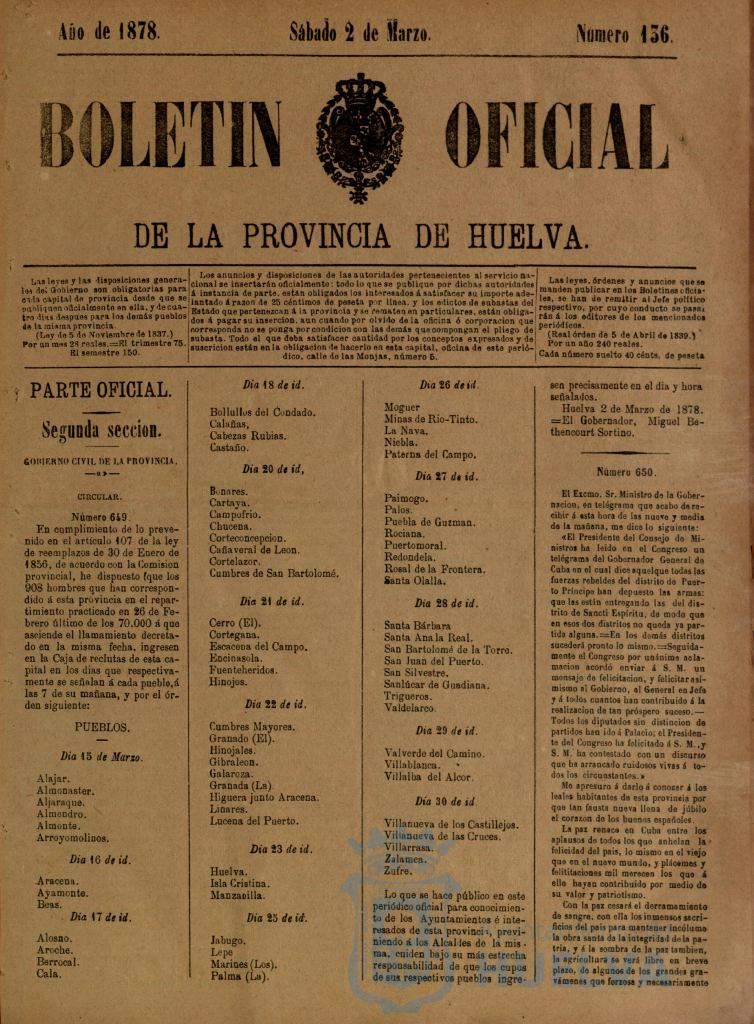 Año de 1878.
Sábado 2 de Marzo.
Número 136.
BOLETIN OFICIAL
DE LA PROVINCIA DE HUELVA.
Las leyes y las disposiciones genera-
les del Gobierno son obligatorias para
cada capital de provincia desde que se
publiquen oficialmente en ella, y de cua-
tro dias despues para los demás pueblos
de la misma provincia
(Ley de 5 de Noviembre de 1837.)
Por un mes 28 reales.=El trimestre 75.
El semestre 150.
Los anuncios y disposiciones de las autoridades pertenecientes al servicio na-
cional se insertarán oficialmente: todo lo que se publique por dichas autoridades
á instancia de parte, están obligados los interesados á satisfacer su importe ade-
lantado á razon de 25 céntimos de peseta por línea, y los edictos de subastas del
Estado que pertenezcan á la provincia y se rematen en particulares, están obliga-
dos á pagar su insercion, aun cuando por olvido de la oficina ó corporacion que
corresponda no se ponga por condicion con las demás que compongan el pliego de
subasta. Todo el que deba satisfacer cantidad por los conceptos expresados y de
suscricion están en la obligacion de hacerlo en esta capital, oficina de este perió-
dico, calle de las Monjas, número 5.
Las leyes, órdenes y anuncios que se
manden publicar en los Boletines oficia-
les, se han de remitir al Jefe político
respectivo, por cuyo conducto se pasa-
rán á los editores de los mencionados
periódicos.
(Real órden de 5 de Abril de 1839.)
Por un año 240 reales.
Cada número suelto 40 cénts. de peseta
PARTE OFICIAL.
Segunda seccion.
GOBIERNO CIVIL DE LA PROVINCIA.
CIRCULAR.
Número 649.
En cumplimiento de lo preve-
nido en el artículo 107 de la ley
de reemplazos de 30 de Enero de
1856, de acuerdo con la Comision
provincial, he dispuesto que los
908 hombres que han correspon-
dido á esta provincia en el repar-
timiento practicado en 26 de Fe-
brero último de los 70.000 á que
asciende el llamamiento decreta-
do en la misma fecha, ingresen
en la Caja de reclutas de esta ca-
pital en los dias que respectiva-
mente se señalan á cada pueblo, á
las 7 de su mañana, y por el ór-
den siguiente:
PUEBLOS.
Dia 15 de Marzo.
Alajar.
Almonaster.
Aljaraque.
Almendro.
Almonte.
Arroyomolinos.
Dia 16 de id.
Aracena.
Ayamonte.
Beas.
Dia 17 de id.
Alosno.
Aroche.
Berrocal.
Cala.
Dia 18 de id.
Bollullos del Condado.
Calañas,
Cabezas Rubias.
Castaño.
Dia 20 de id,
Bonares.
Cartaya.
Campofrio.
Chucena.
Corteconcepcion.
Cañaveral de Leon.
Cortelazor.
Cumbres de San Bartolomé.
Dia 21 de id.
Cerro (El).
Cortegana.
Escacena del Campo.
Encinasola.
Fuenteheridos.
Hinojos.
Dia 22 de id.
Cumbres Mayores.
Granado (El).
Hinojales.
Gibraleon.
Galaroza.
Granada (La)
Higuera junto Aracena.
Linares.
Lucena del Puerto.
Dia 23 de id.
Huelva.
Isla Cristina.
Manzanilla.
Dia 25 de id.
Jabugo.
Lepe
Marines (Los).
Palma (La).
Dia 26 de id.
Moguer
Minas de Rio-Tinto.
La Nava.
Niebla.
Paterna del Campo.
Dia 27 de id.
Paimogo.
Palos.
Puebla de Guzman.
Rociana.
Puertomoral.
Redondela.
Rosal de la Frontera.
Santa Olalla.
Dia 28 de id.
Santa Bárbara
Santa Ana la Real.
San Bartolomé de la Torre.
San Juan del Puerto.
San Silvestre.
Sanlúcar de Guadiana.
Trigueros.
Valdelarco.
Dia 29 de id.
Valverde del Camino.
Villablanca.
Villalba del Alcor.
Dia 30 de id.
Villanueva de los Castillejos.
Villanueva de las Cruces.
Villarrasa.
Zalamea.
Zufre.
Lo que se hace público en este
periódico oficial para conocimien-
to de los Ayuntamientos é inte-
resados de esta provincia, previ-
niendo á los Alcaldes de la mis-
ma, cuiden bajo su más estrecha
responsabilidad de que los cupos
de sus respectivos pueblos ingre-
sen precisamente en el dia y hora
señalados.
Huelva 2 de Marzo de 1878.
=El Gobernador, Miguel Be-
thencourt Sortino.
Número 650.
El Excmo. Sr. Ministro de la Gober-
nacion, en telégrama que acabo de re-
cibir á esta hora de las nueve y media
de la mañana, me dice lo siguiente:
«El Presidente del Consejo de Mi-
nistros ha leido en el Congreso un
telégrama del Gobernador General de
Cuba en el cual dice aquelque todas las
fuerzas rebeldes del distrito de Puer-
to Príncipe han depuesto las armas:
que las están entregando las del dis-
trito de Sancti Espíritu, de modo que
en esos dos distritos no queda ya par-
tida alguna.=En los demás distritos
sucederá pronto lo mismo.=Seguida-
mente el Congreso por unánime acla-
macion acordó enviar á S. M. un
mensaje de felicitacion, y felicitar asi-
mismo al Gobierno, al General en Jefe
y á todos cuantos han contribuido á la
realizacion de tan próspero suceso.—
Todos los diputados sin distincion de
partidos han ido á Palacio; el Presiden-
te del Congreso ha felicitado á S. M., y
S. M. ha contestado con un discurso
que ha arrancado ruidosos vivas á to-
dos los circunstantes.»
Me apresuro á darlo á conocer á los
leales habitantes de esta provincia por
que tan fausta nueva llena de júbilo
el corazon de los buenos españoles.
La paz renace en Cuba entre los
aplausos de todos los que anhelan la
felicidad del pais, lo mismo en el viejo
que en el nuevo mundo, y plácemes y
felititaciones mil merecen los que á
ello hayan contribuido por medio de
su valor y patriotismo.
Con la paz cesará el derramamiento
de sangre: con ella los inmensos sacri-
ficios del pais para mantener incólume
la obra santa de la integridad de la pa-
tria, y á la sombra de la paz tambien,
la agricultura se verá libre en breve
plazo, de algunos de los grandes gra-
vámenes que forzosa y necesariamente